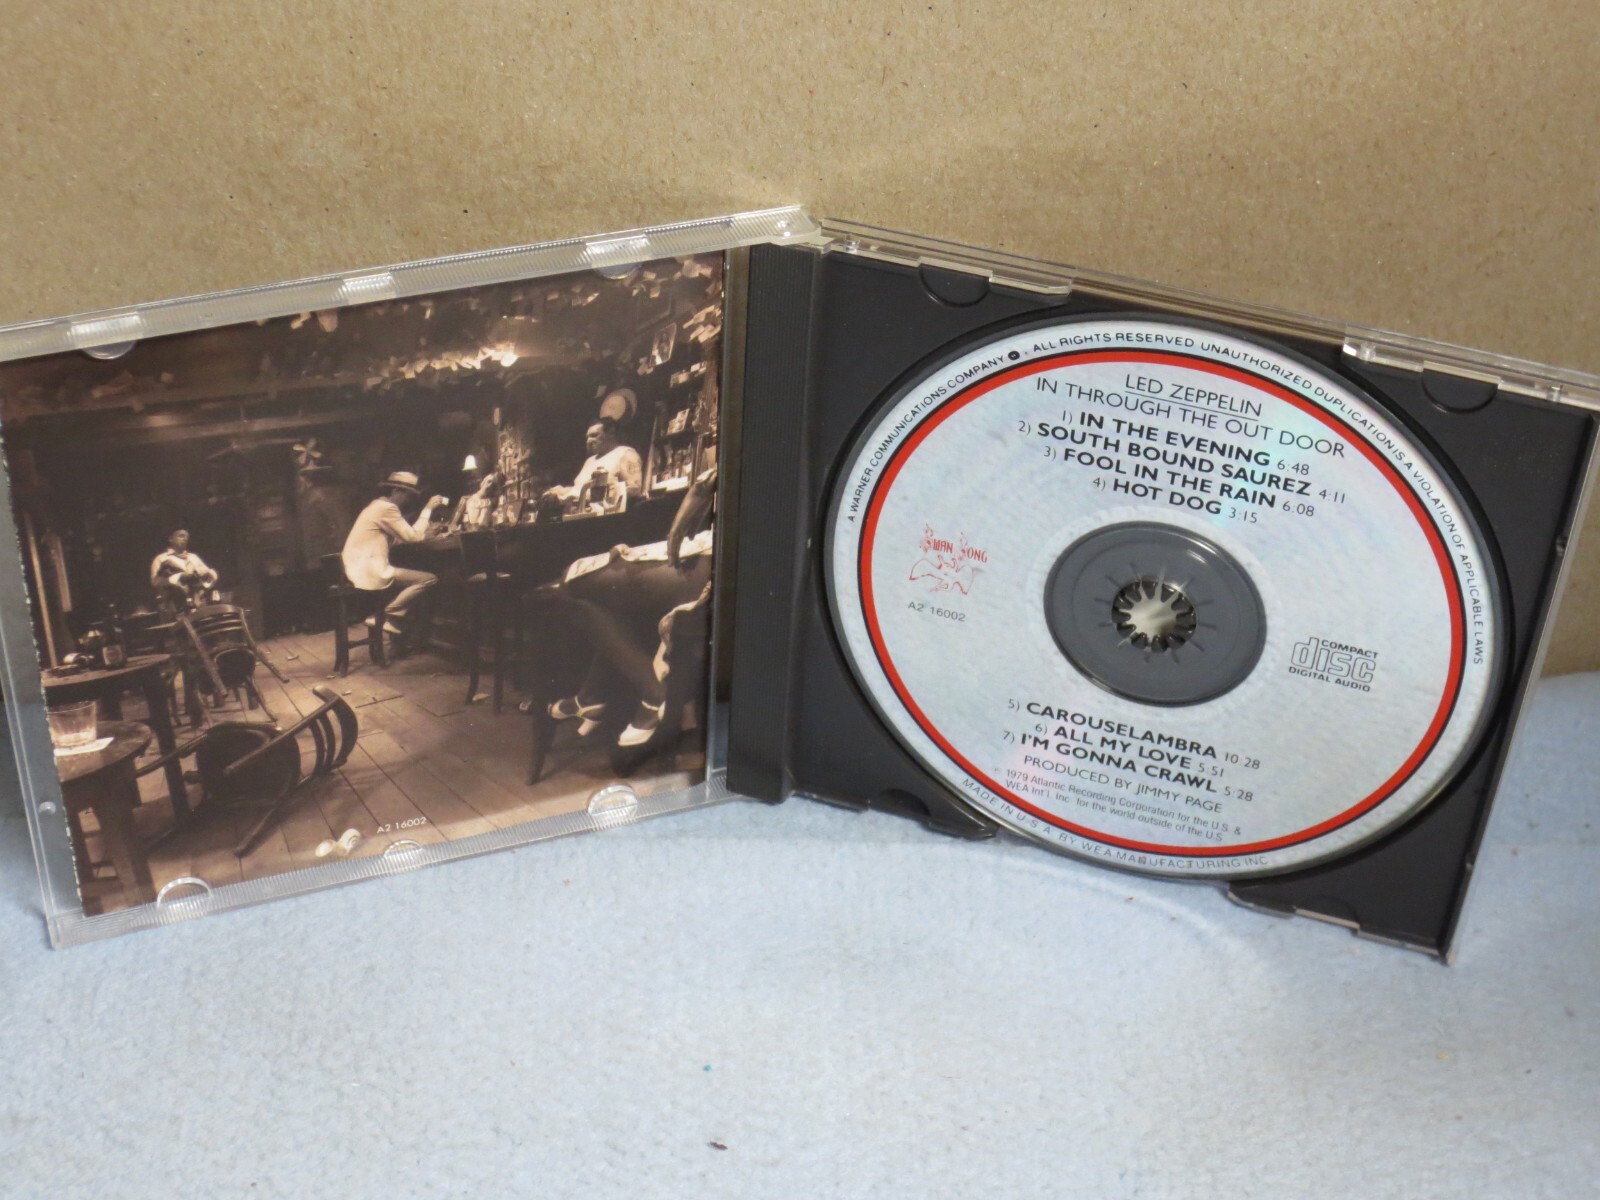 A2 16002
A WARNER COMMUNICATIONS COMPANY · ALL RIGHTS RESERVED UNAUTHORIZED DUPLICATION IS A VIOLATION OF APPLICABLE LAWS
LED ZEPPELIN
IN THROUGH THE OUT DOOR
1) IN THE EVENING 6:48
2) SOUTH BOUND SAUREZ 4:11
3) FOOL IN THE RAIN 6:08
4) HOT DOG 3:15
SWAN SONG
A2 16002
COMPACT
disc
DIGITAL AUDIO
5) CAROUSELAMBRA 10:28
6) ALL MY LOVE 5:51
7) I'M GONNA CRAWL 5:28
PRODUCED BY JIMMY PAGE
℗ 1979 Atlantic Recording Corporation for the U.S. &
WEA Int'l. Inc. for the world outside of the U.S.
MADE IN U.S.A. BY WEA MANUFACTURING INC.